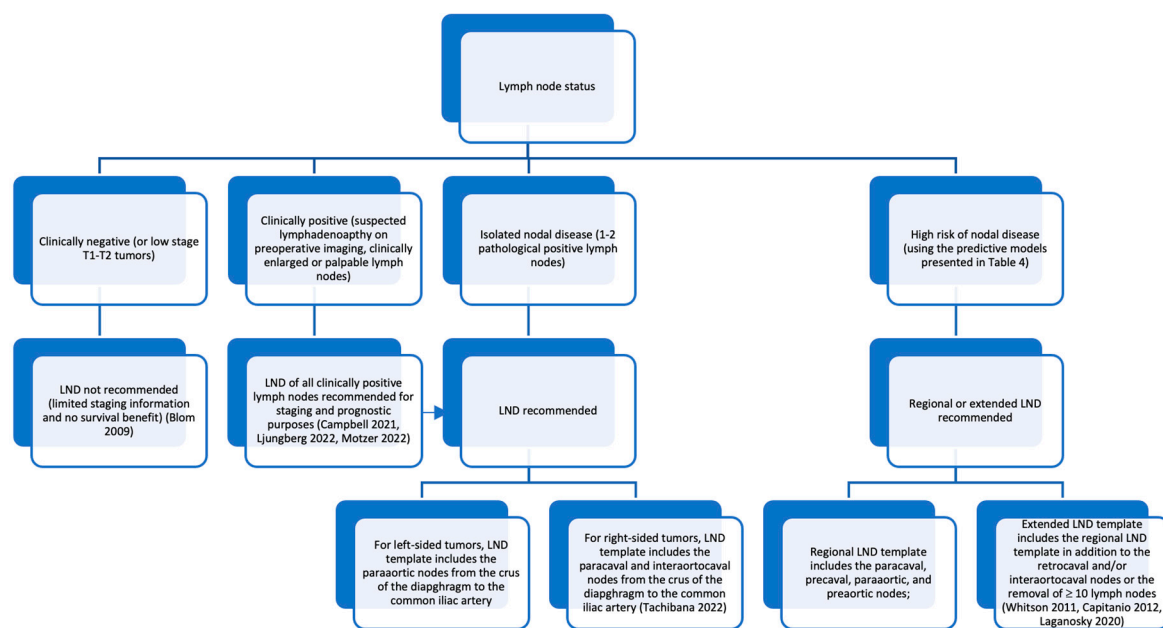 Lymph node status
Clinically negative (or low stage
T1-T2 tumors)
Clinically positive (suspected
lymphadenoapthy on
preoperative imaging, clinically
enlarged or palpable lymph
nodes)
Isolated nodal disease (1-2
pathological positive lymph
nodes)
High risk of nodal disease
(using the predictive models
presented in Table 4)
LND not recommended
(limited staging information
and no survival benefit) (Blom
2009)
LND of all clinically positive
lymph nodes recommended for
staging and prognostic
purposes (Campbell 2021,
Ljungberg 2022, Motzer 2022)
LND recommended
Regional or extended LND
recommended
For left-sided tumors, LND
template includes the
paraaortic nodes from the crus
of the diapghragm to the
common iliac artery
For right-sided tumors, LND
template includes the
paracaval and interaortocaval
nodes from the crus of the
diapghragm to the common
iliac artery (Tachibana 2022)
Regional LND template
includes the paracaval,
precaval, paraaortic, and
preaortic nodes;
Extended LND template
includes the regional LND
template in addition to the
retrocaval and/or
interaortocaval nodes or the
removal of ≥ 10 lymph nodes
(Whitson 2011, Capitanio 2012,
Laganosky 2020)